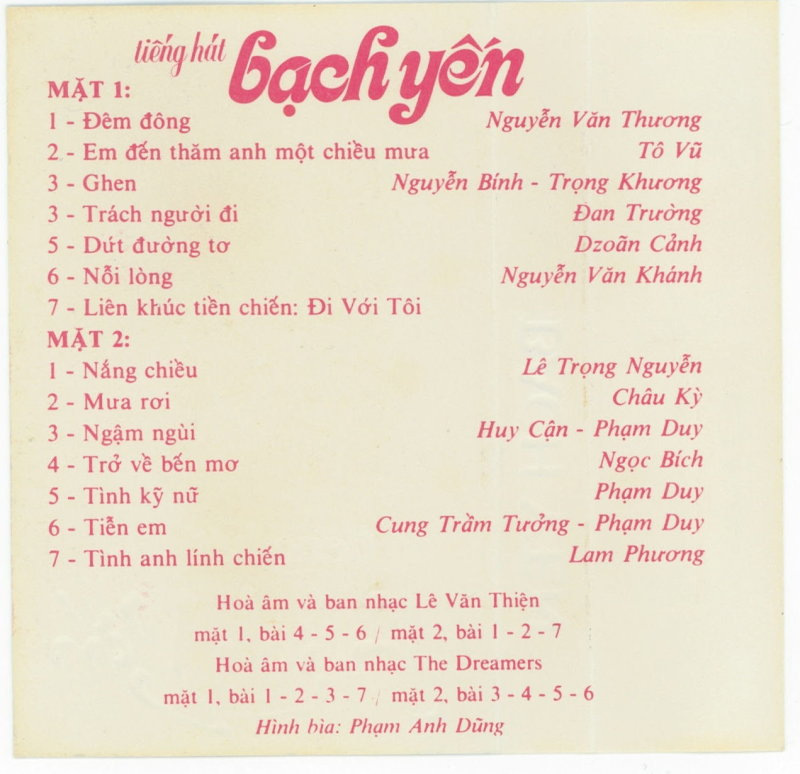 tiếng hát bạch yến
MẶT 1:
1 - Đêm đông Nguyễn Văn Thương
2 - Em đến thăm anh một chiều mưa Tô Vũ
3 - Ghen Nguyễn Bính - Trọng Khương
3 - Trách người đi Đan Trường
5 - Dứt đường tơ Dzoãn Cảnh
6 - Nỗi lòng Nguyễn Văn Khánh
7 - Liên khúc tiền chiến: Đi Với Tôi
MẶT 2:
1 - Nắng chiều Lê Trọng Nguyễn
2 - Mưa rơi Châu Kỳ
3 - Ngậm ngùi Huy Cận - Phạm Duy
4 - Trở về bến mơ Ngọc Bích
5 - Tình kỹ nữ Phạm Duy
6 - Tiễn em Cung Trầm Tưởng - Phạm Duy
7 - Tình anh lính chiến Lam Phương
Hoà âm và ban nhạc Lê Văn Thiện
mặt 1, bài 4 - 5 - 6 / mặt 2, bài 1 - 2 - 7
Hoà âm và ban nhạc The Dreamers
mặt 1, bài 1 - 2 - 3 - 7 / mặt 2, bài 3 - 4 - 5 - 6
Hình bìa: Phạm Anh Dũng